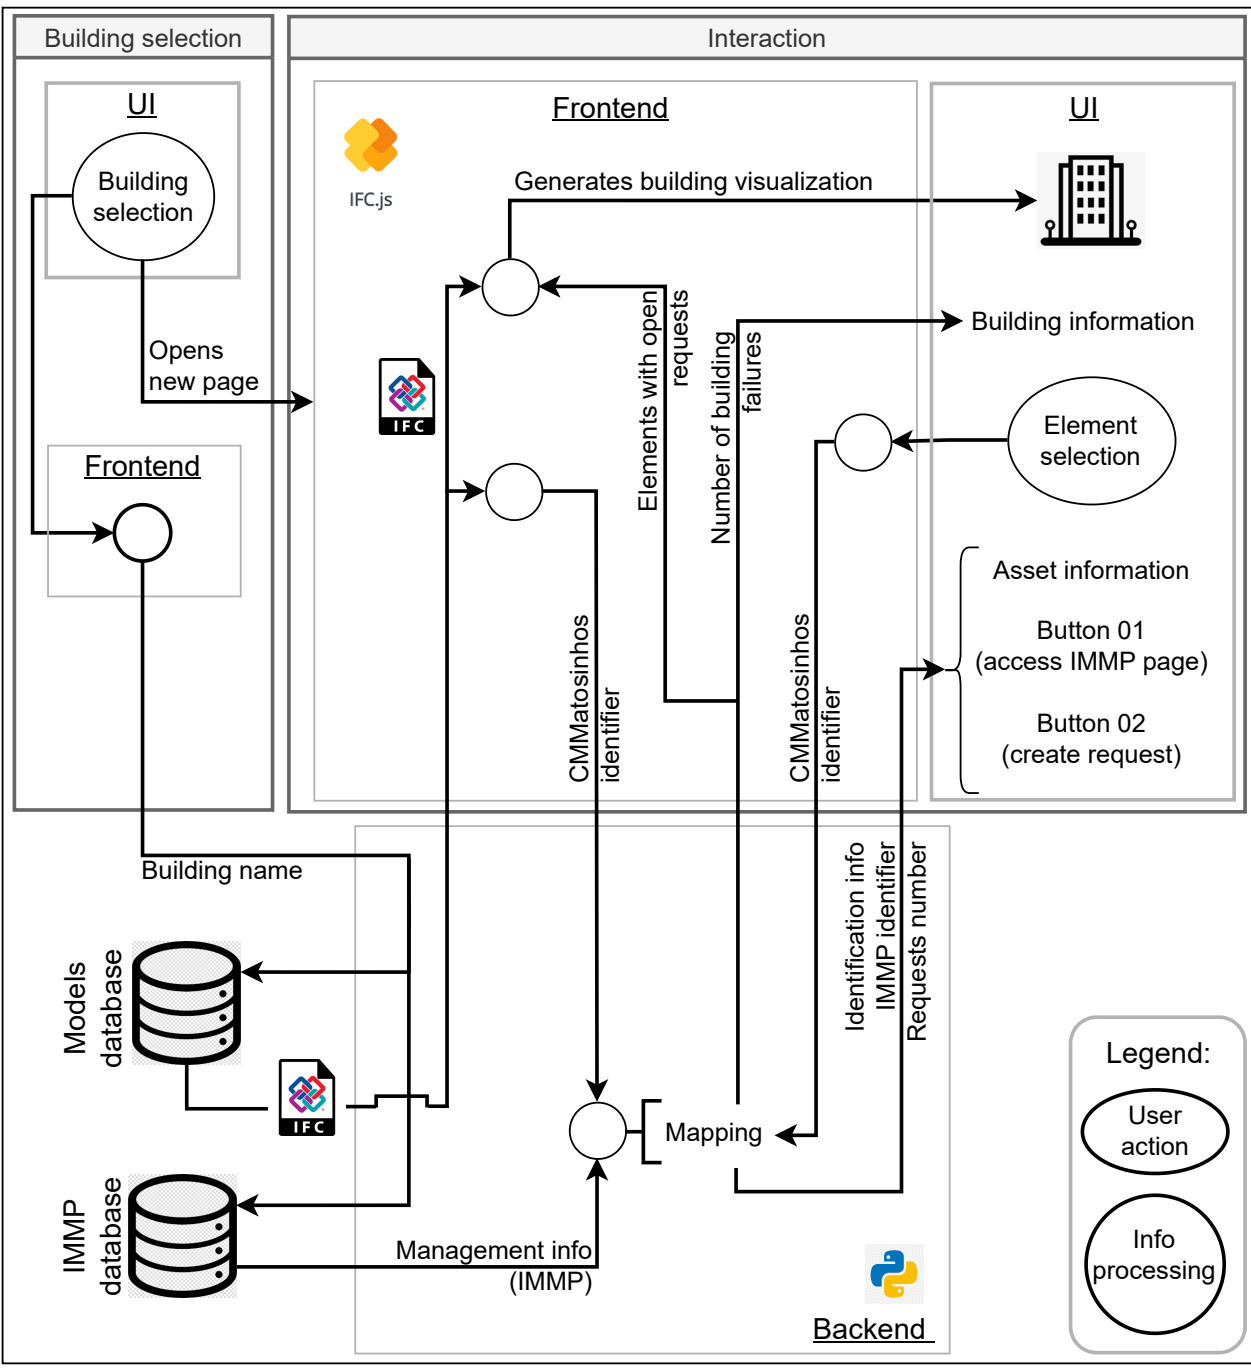 Building selection
Interaction
UI
Building
selection
Opens
new page
Frontend
Frontend
IFC.js
Generates building visualization
IFC
Elements with open
requests
Number of building
failures
CMMatosinhos
identifier
CMMatosinhos
identifier
UI
Building information
Element
selection
Asset information
Button 01
(access IMMP page)
Button 02
(create request)
Building name
Models
database
IFC
IMMP
database
Management info
(IMMP)
Mapping
Identification info
IMMP identifier
Requests number
Backend
Legend:
User
action
Info
processing